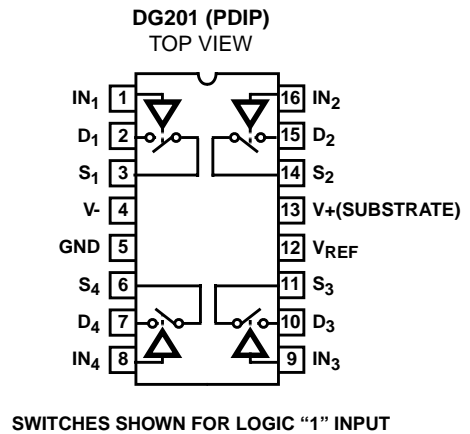 DG201 (PDIP)
TOP VIEW
IN1 1 16 IN2
D1 2 15 D2
S1 3 14 S2
V- 4 13 V+(SUBSTRATE)
GND 5 12 VREF
S4 6 11 S3
D4 7 10 D3
IN4 8 9 IN3
SWITCHES SHOWN FOR LOGIC “1” INPUT